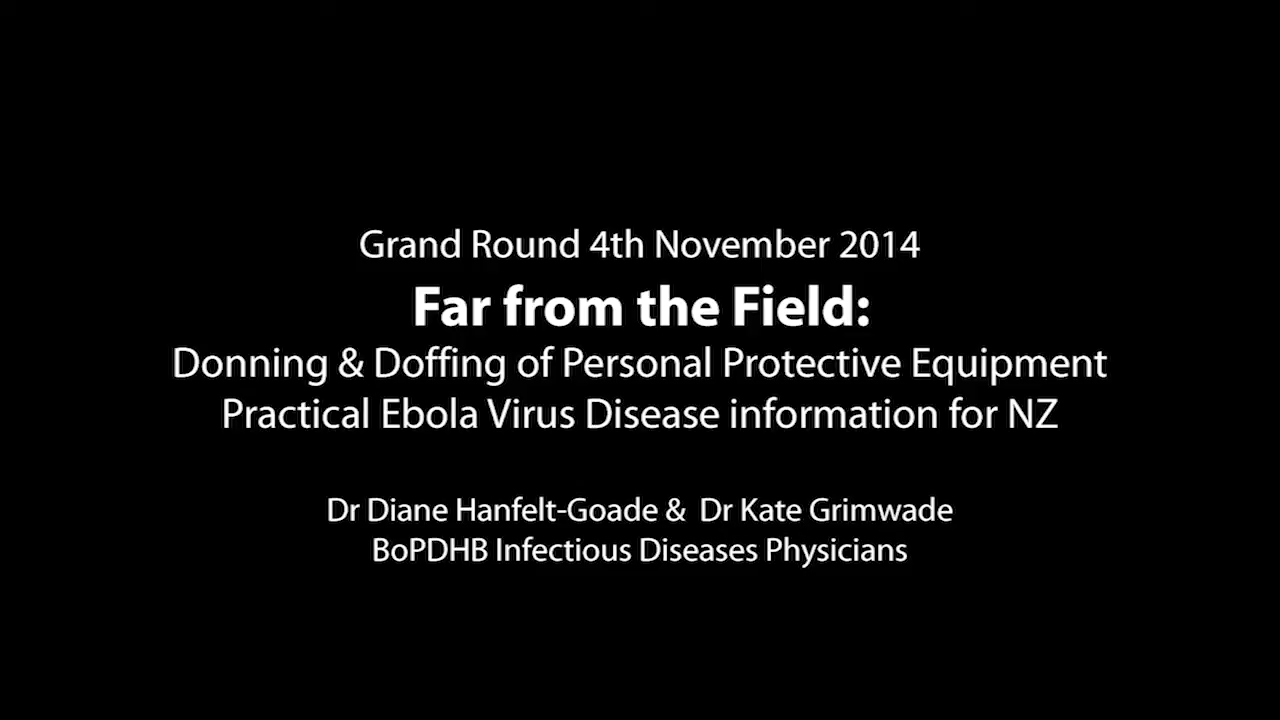 Grand Round 4th November 2014
Far from the Field:
Donning & Doffing of Personal Protective Equipment
Practical Ebola Virus Disease information for NZ
Dr Diane Hanfelt-Goade & Dr Kate Grimwade
BoPDHB Infectious Diseases Physicians